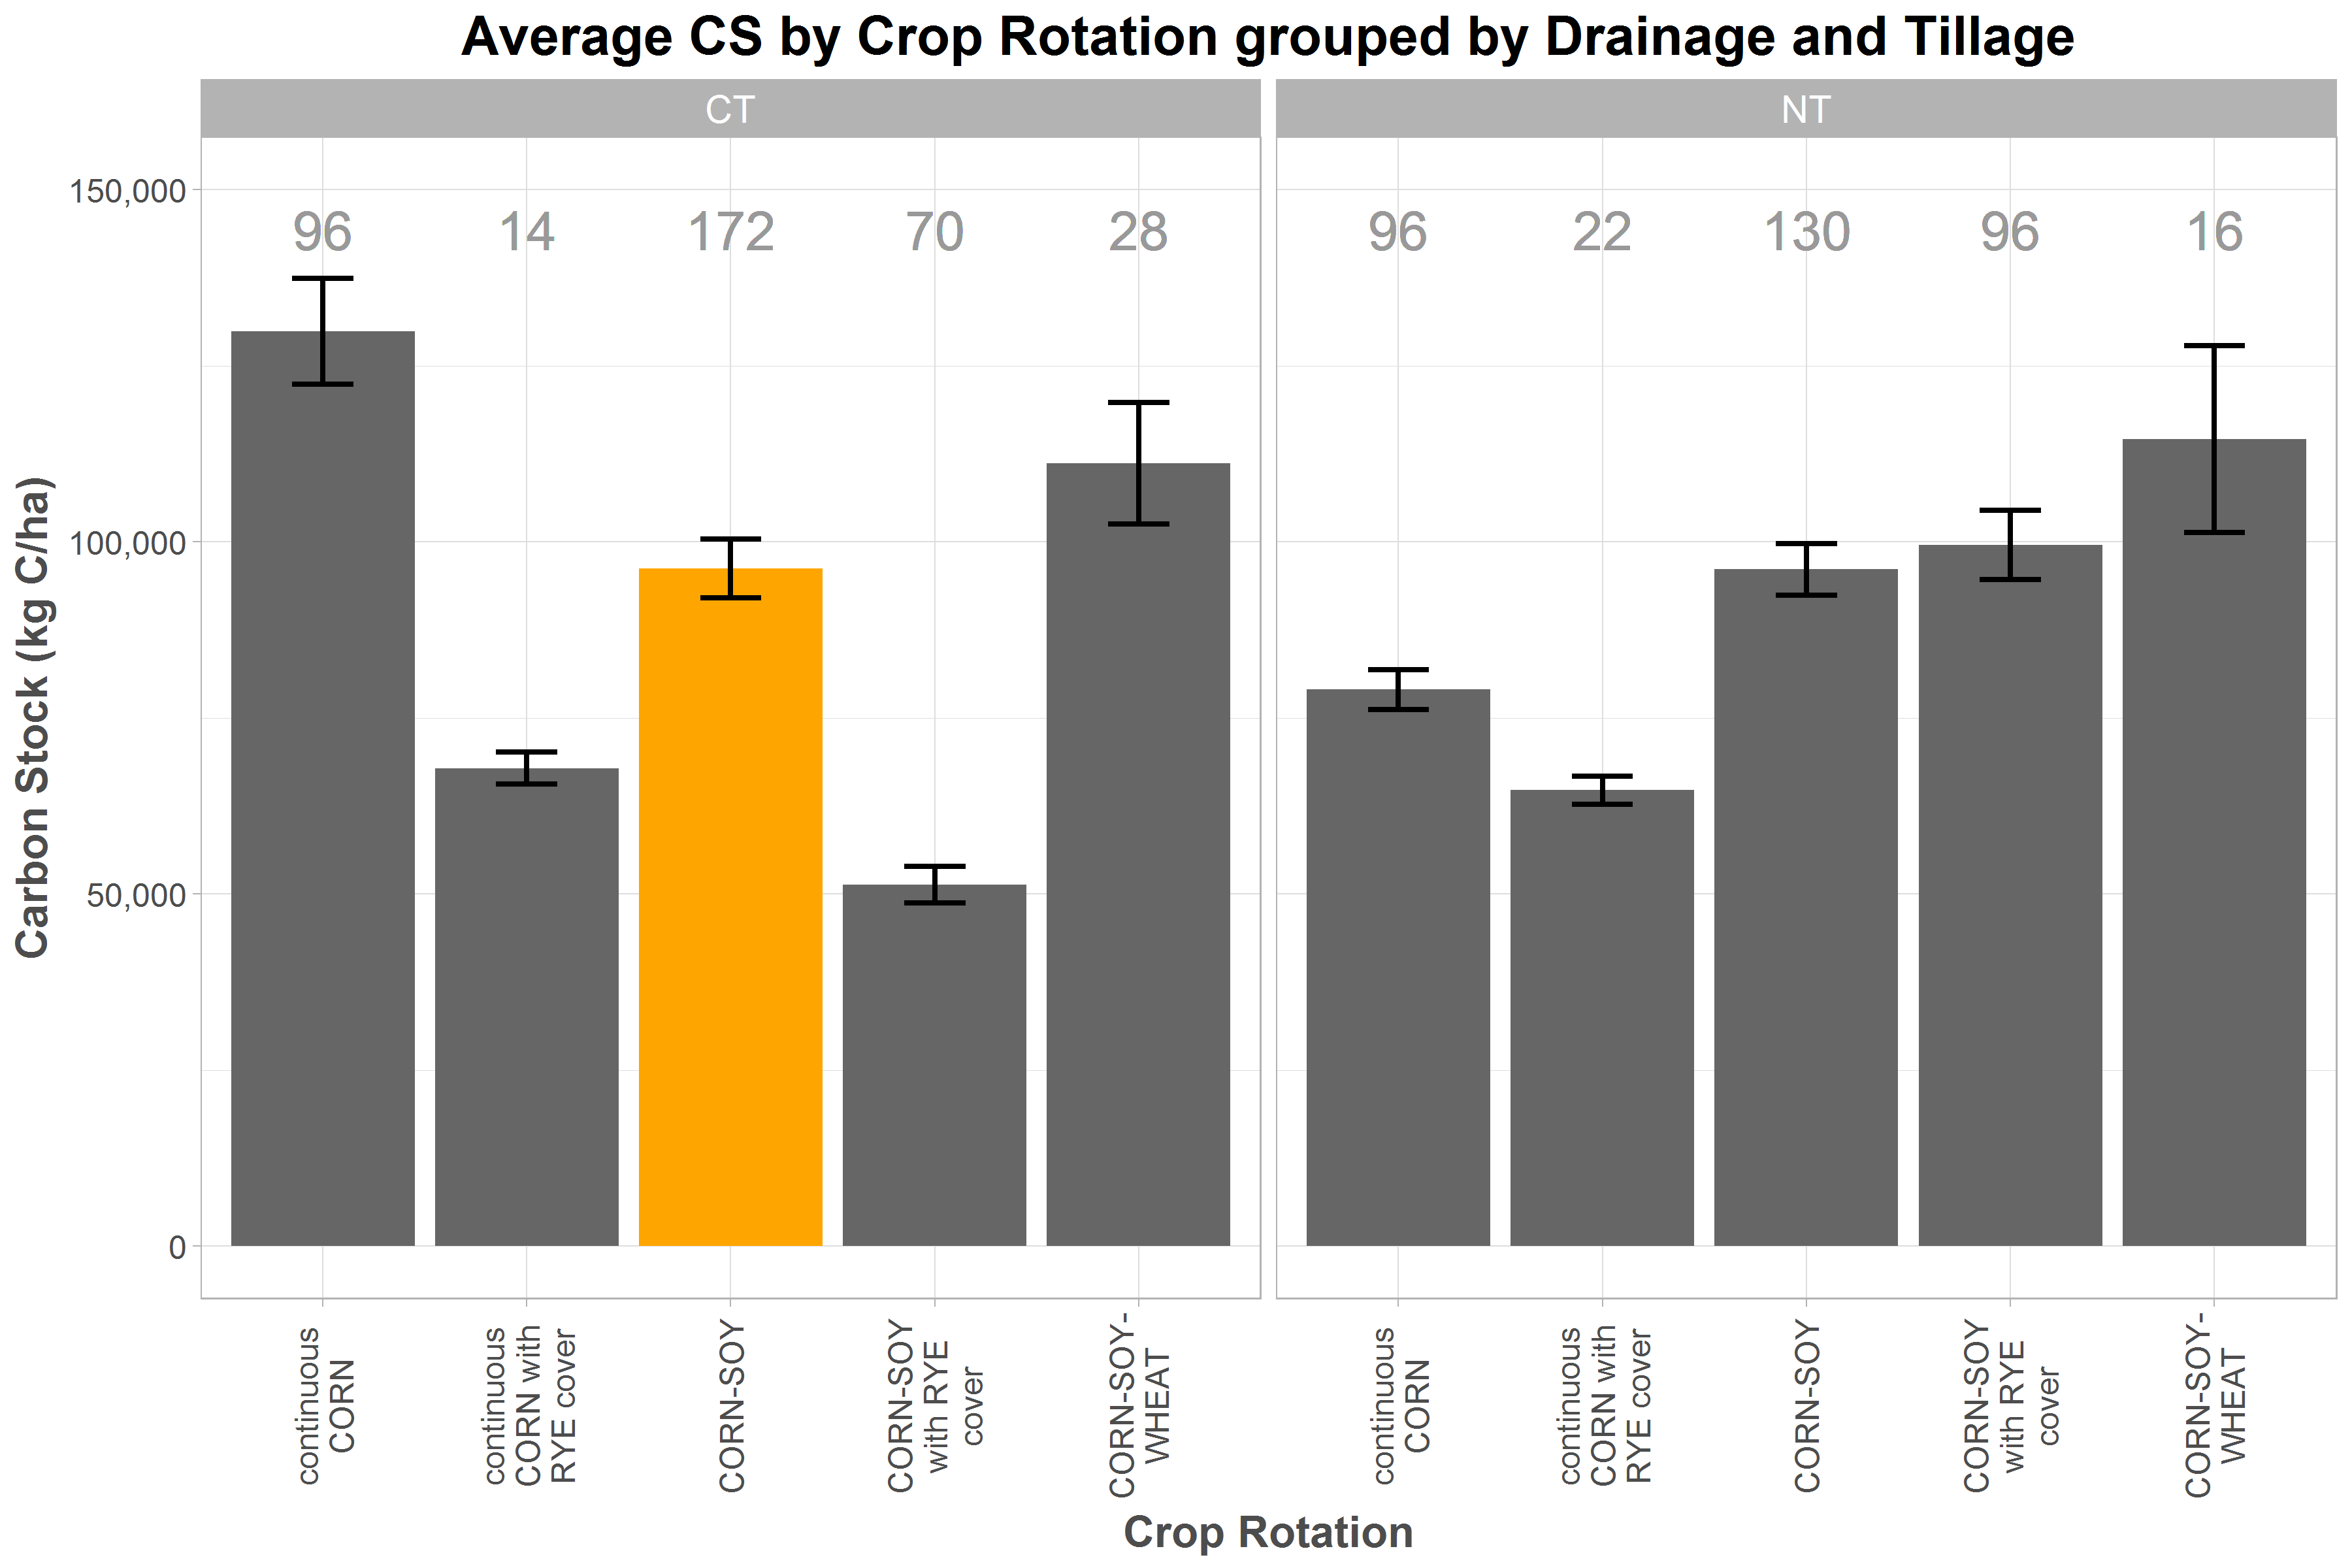 Average CS by Crop Rotation grouped by Drainage and Tillage
CT
NT
Carbon Stock (kg C/ha)
150,000
100,000
50,000
0
96
14
172
70
28
96
22
130
96
16
continuous
CORN
continuous
CORN with
RYE cover
CORN-SOY
CORN-SOY
with RYE
cover
CORN-SOY-
WHEAT
continuous
CORN
continuous
CORN with
RYE cover
CORN-SOY
CORN-SOY
with RYE
cover
CORN-SOY-
WHEAT
Crop Rotation